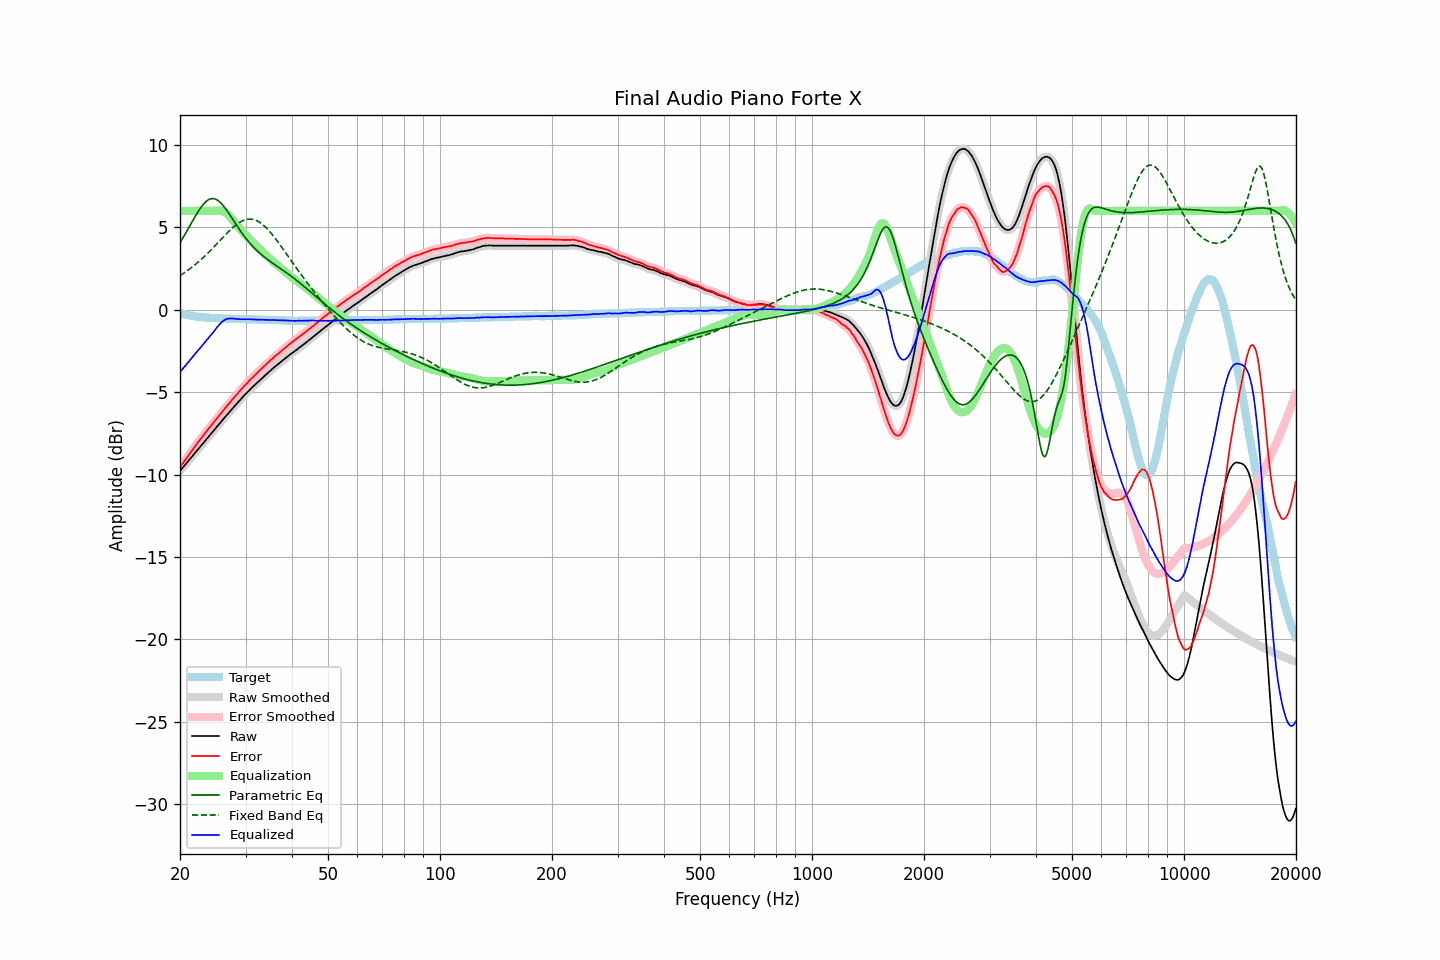 Final Audio Piano Forte X
Amplitude (dBr)
10
5
0
−5
−10
−15
−20
−25
−30
Target
Raw Smoothed
Error Smoothed
Raw
Error
Equalization
Parametric Eq
Fixed Band Eq
Equalized
20 50 100 200 500 1000 2000 5000 10000 20000
Frequency (Hz)